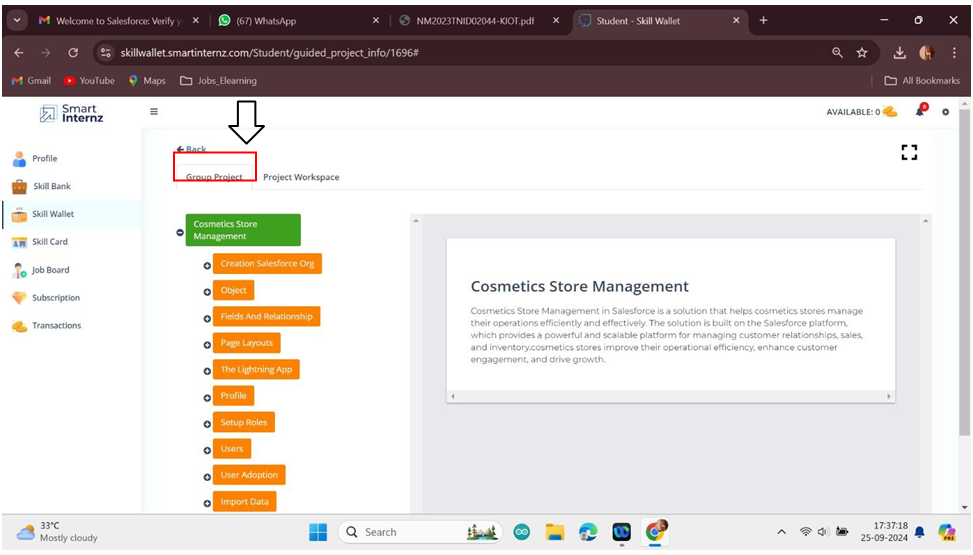 Welcome to Salesforce: Verify y
(67) WhatsApp
NM2023TNID02044-KIOT.pdf
Student - Skill Wallet
skillwallet.smartinternz.com/Student/guided_project_info/1696#
Gmail
YouTube
Maps
Jobs_Elearning
All Bookmarks
Smart
Internz
AVAILABLE: 0
0
Profile
Skill Bank
Skill Wallet
Skill Card
Job Board
Subscription
Transactions
Back
Group Project
Project Workspace
Cosmetics Store
Management
Creation Salesforce Org
Object
Fields And Relationship
Page Layouts
The Lightning App
Profile
Setup Roles
Users
User Adoption
Import Data
Cosmetics Store Management
Cosmetics Store Management in Salesforce is a solution that helps cosmetics stores manage
their operations efficiently and effectively. The solution is built on the Salesforce platform,
which provides a powerful and scalable platform for managing customer relationships, sales,
and inventory.cosmetics stores improve their operational efficiency, enhance customer
engagement, and drive growth.
33°C
Mostly cloudy
Search
17:37:18
25-09-2024